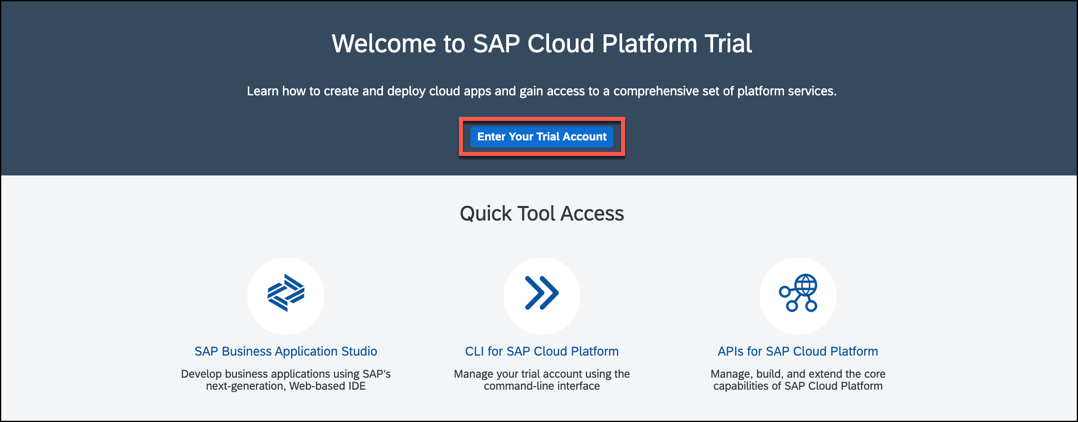 Welcome to SAP Cloud Platform Trial
Learn how to create and deploy cloud apps and gain access to a comprehensive set of platform services.
Enter Your Trial Account
Quick Tool Access
SAP Business Application Studio
Develop business applications using SAP's
next-generation, Web-based IDE
CLI for SAP Cloud Platform
Manage your trial account using the
command-line interface
APIs for SAP Cloud Platform
Manage, build, and extend the core
capabilities of SAP Cloud Platform